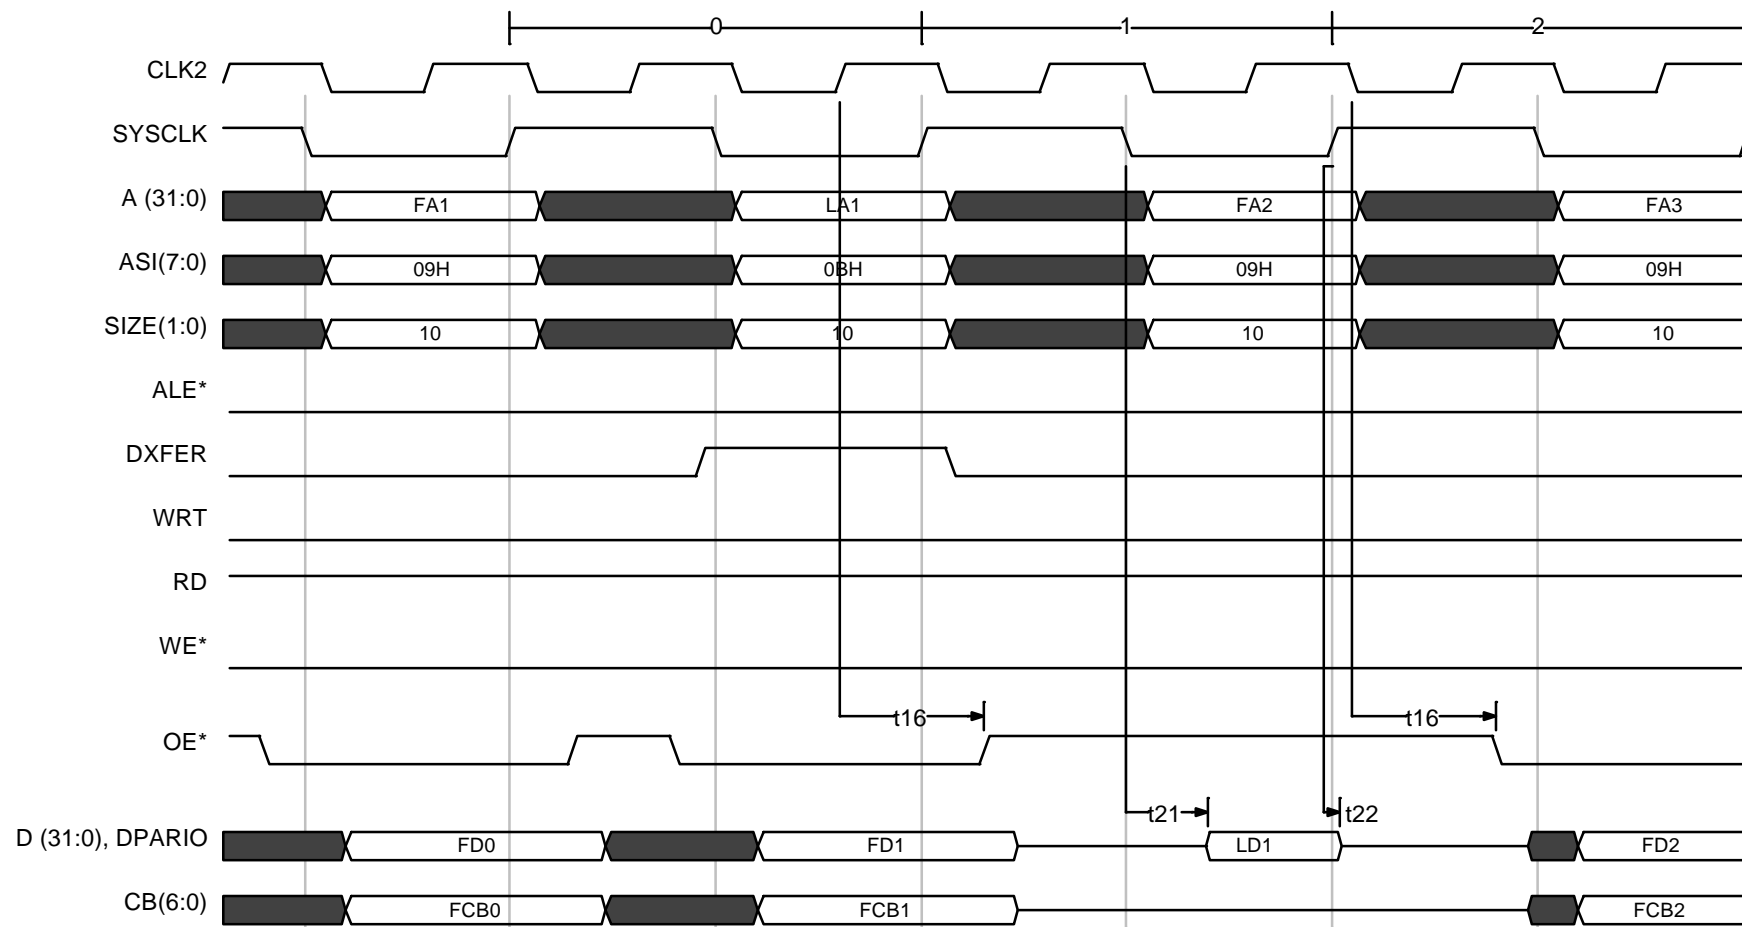 0 1 2
CLK2
SYSCLK
A (31:0) FA1 LA1 FA2 FA3
ASI(7:0) 09H 0BH 09H 09H
SIZE(1:0) 10 10 10 10
ALE*
DXFER
WRT
RD
WE*
t16 t16
OE*
t21 t22
D (31:0), DPARIO FD0 FD1 LD1 FD2
CB(6:0) FCB0 FCB1 FCB2